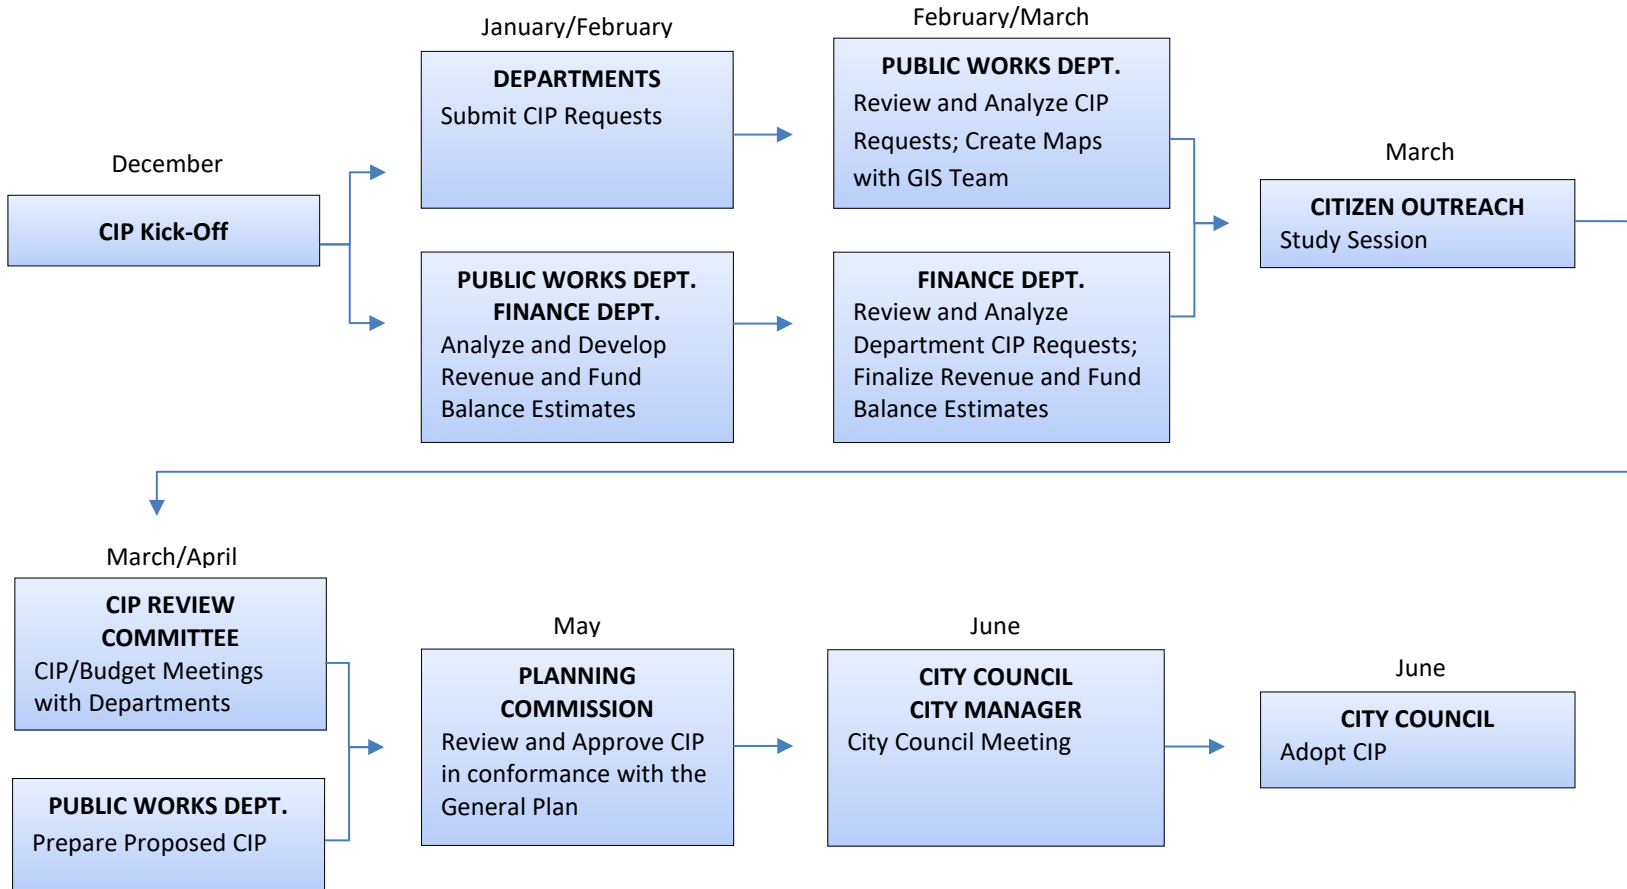 December
CIP Kick-Off
January/February
DEPARTMENTS
Submit CIP Requests
PUBLIC WORKS DEPT.
FINANCE DEPT.
Analyze and Develop
Revenue and Fund
Balance Estimates
February/March
PUBLIC WORKS DEPT.
Review and Analyze CIP
Requests; Create Maps
with GIS Team
FINANCE DEPT.
Review and Analyze
Department CIP Requests;
Finalize Revenue and Fund
Balance Estimates
March
CITIZEN OUTREACH
Study Session
March/April
CIP REVIEW
COMMITTEE
CIP/Budget Meetings
with Departments
PUBLIC WORKS DEPT.
Prepare Proposed CIP
May
PLANNING
COMMISSION
Review and Approve CIP
in conformance with the
General Plan
June
CITY COUNCIL
CITY MANAGER
City Council Meeting
June
CITY COUNCIL
Adopt CIP